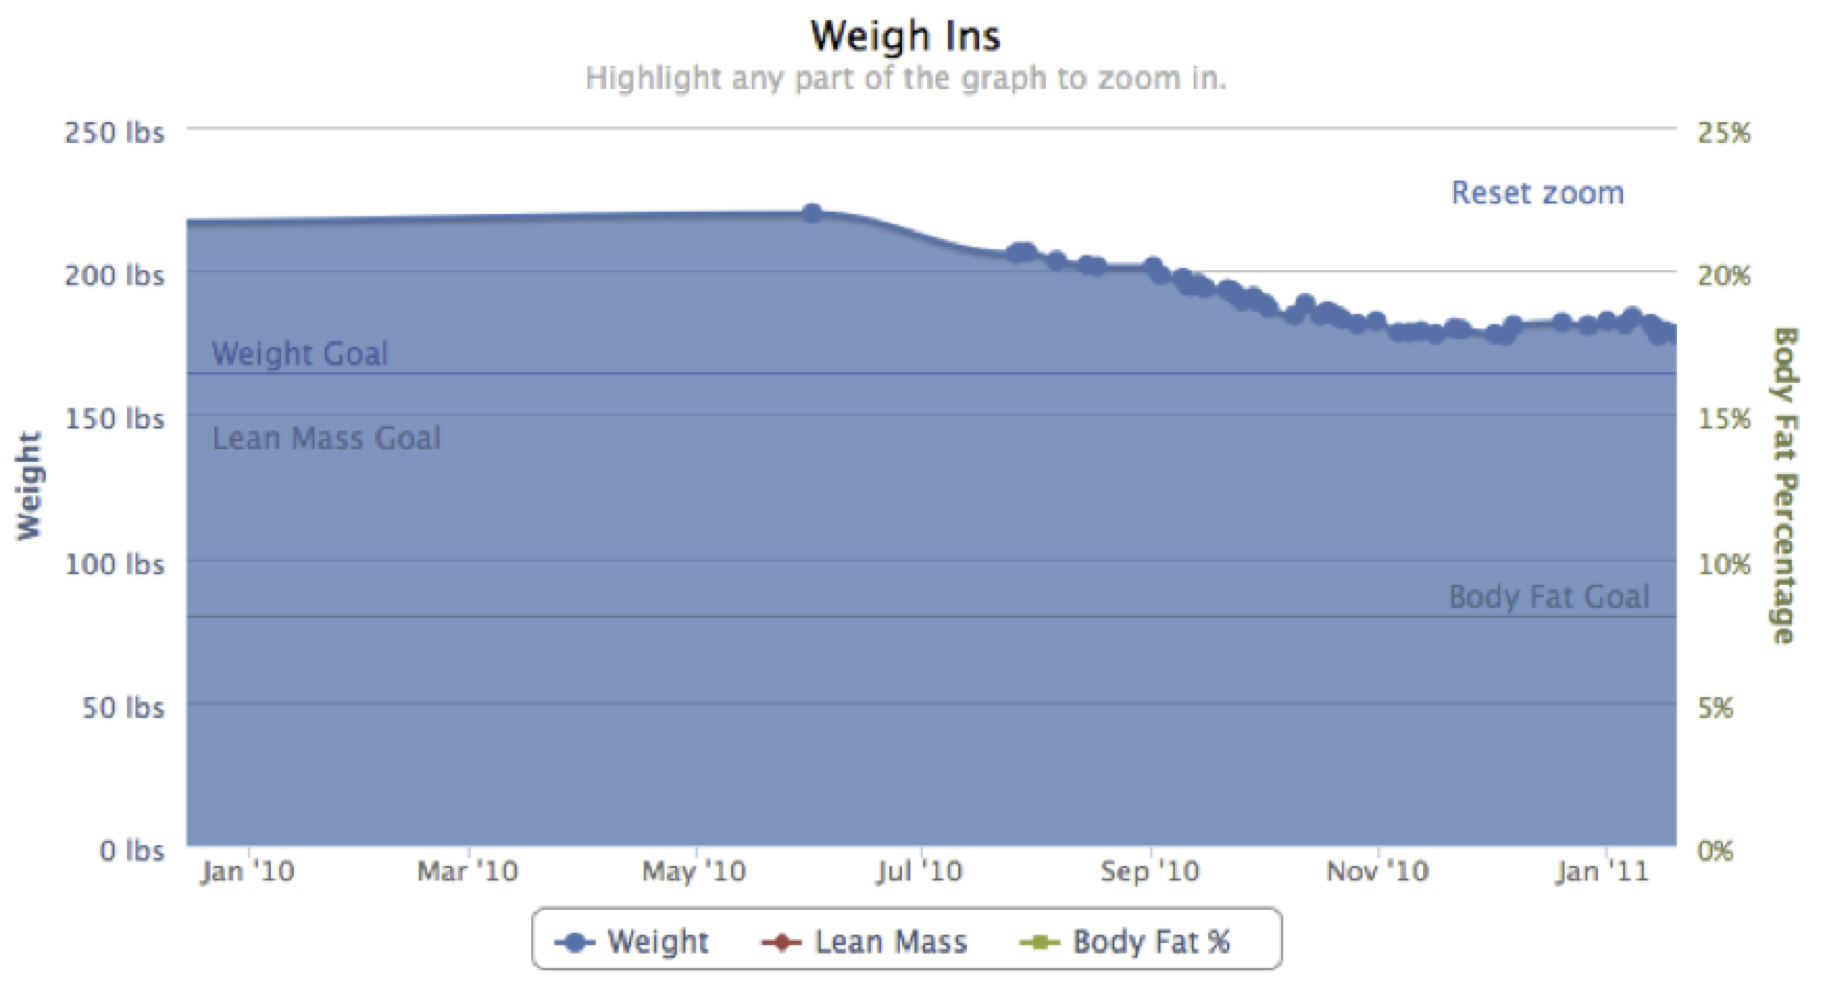 Weigh Ins
Highlight any part of the graph to zoom in.
250 lbs
25%
Reset zoom
200 lbs
20%
Weight Goal
150 lbs
15%
Lean Mass Goal
Weight
Body Fat Percentage
100 lbs
10%
Body Fat Goal
50 lbs
5%
0 lbs
0%
Jan '10 Mar '10 May '10 Jul '10 Sep '10 Nov '10 Jan '11
Weight Lean Mass Body Fat %